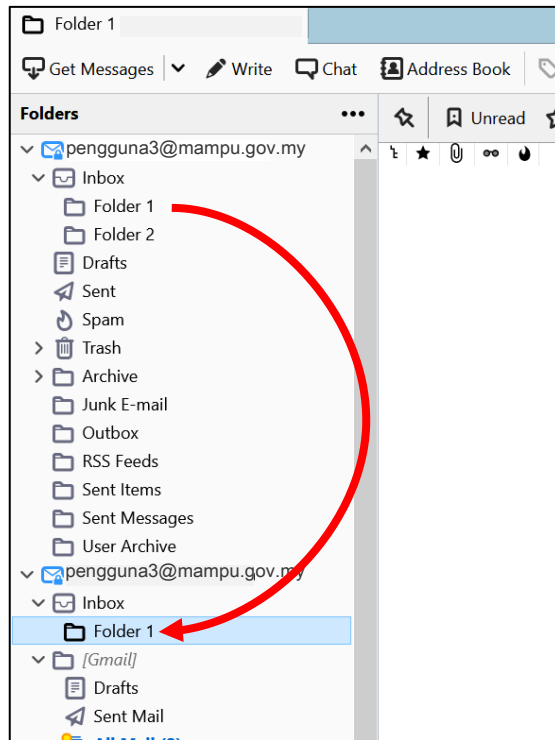 Folder 1
Get Messages Write Chat Address Book
Folders
Unread
pengguna3@mampu.gov.my
Inbox
Folder 1
Folder 2
Drafts
Sent
Spam
Trash
Archive
Junk E-mail
Outbox
RSS Feeds
Sent Items
Sent Messages
User Archive
pengguna3@mampu.gov.my
Inbox
Folder 1
[Gmail]
Drafts
Sent Mail